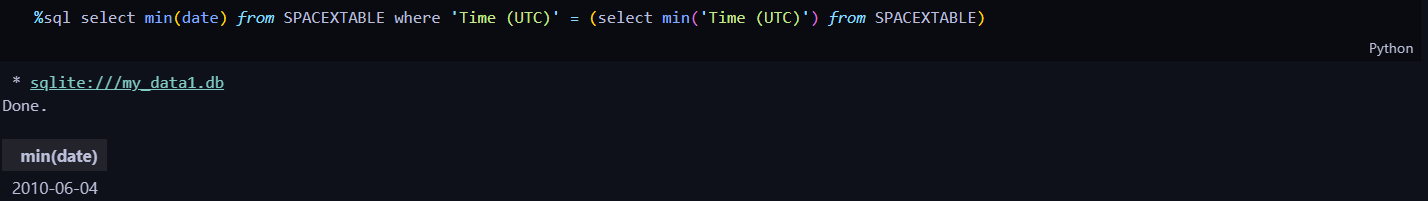 %sql select min(date) from SPACEXTABLE where 'Time (UTC)' = (select min('Time (UTC)') from SPACEXTABLE)
Python
* sqlite:///my_data1.db
Done.
min(date)
2010-06-04